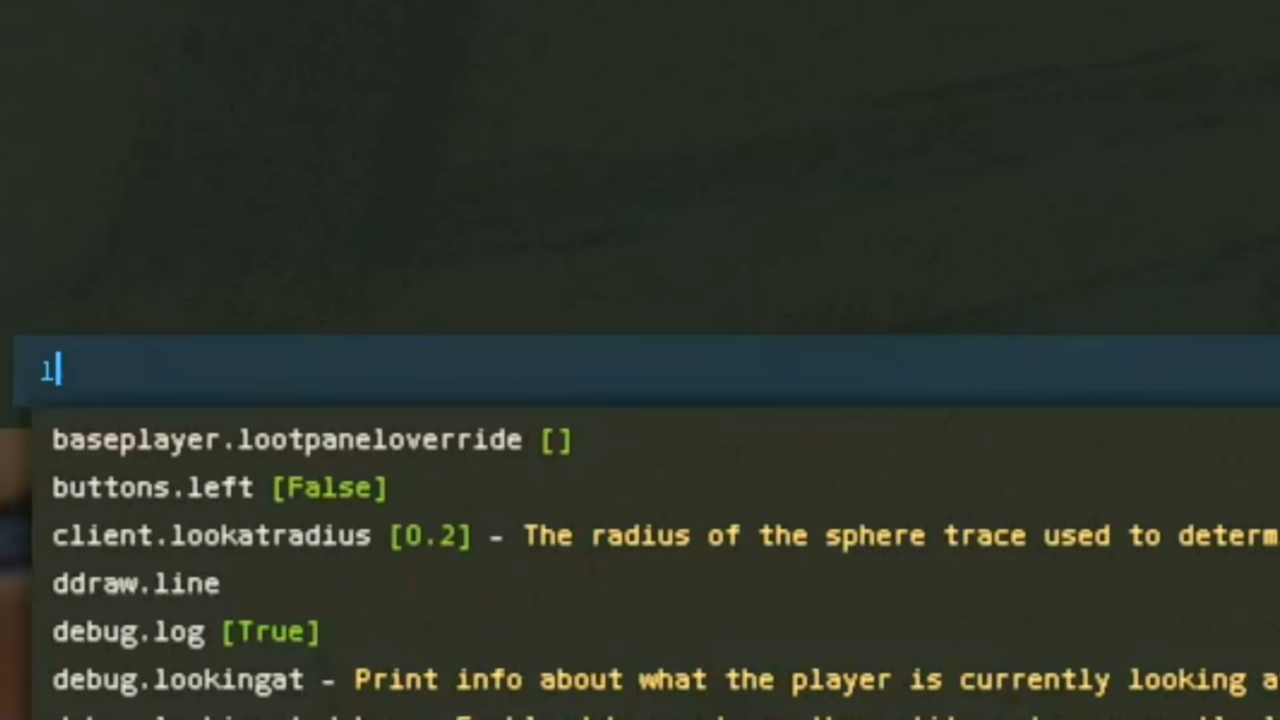 l
baseplayer.lootpaneloverride []
buttons.left [False]
client.lookatradius [0.2] - The radius of the sphere trace used to determ
ddraw.line
debug.log [True]
debug.lookingat - Print info about what the player is currently looking a